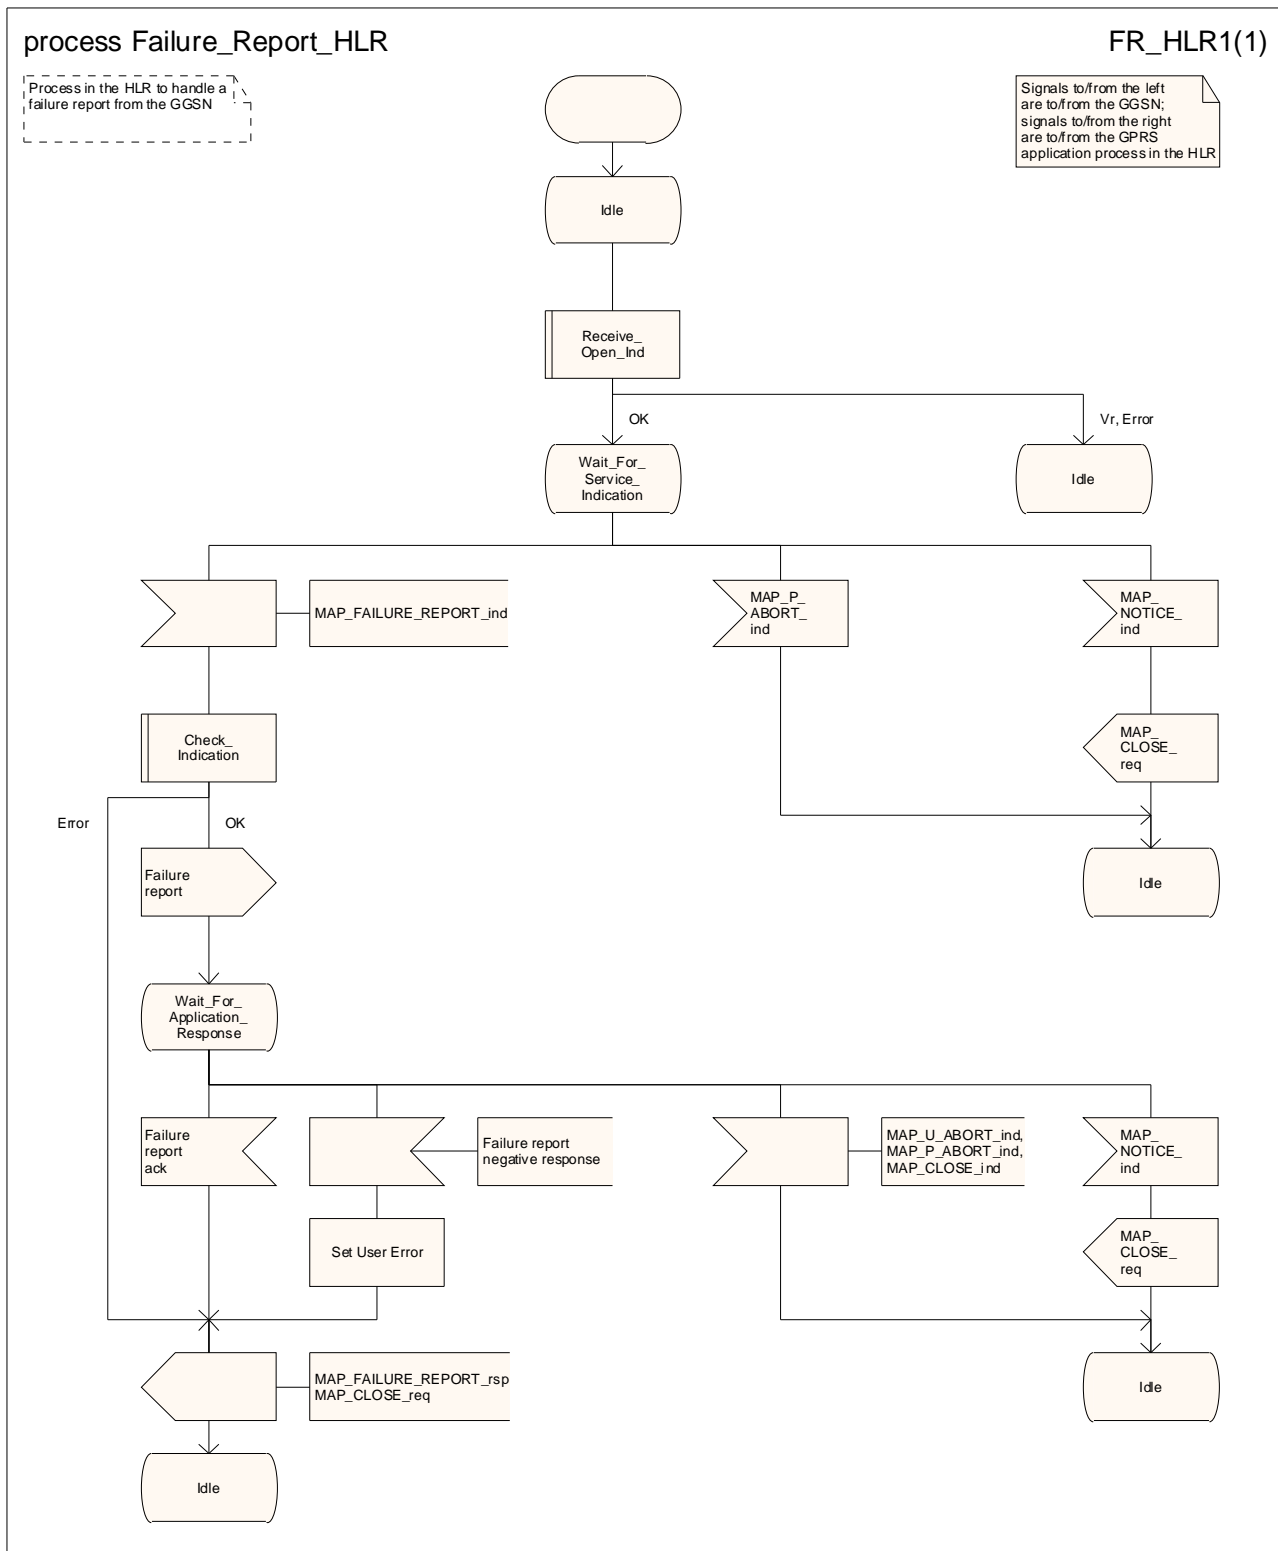 process Failure_Report_HLR
FR_HLR1(1)
Process in the HLR to handle a
failure report from the GGSN
Signals to/from the left
are to/from the GGSN;
signals to/from the right
are to/from the GPRS
application process in the HLR
Idle
Receive_
Open_Ind
OK
Vr, Error
Wait_For_
Service_
Indication
Idle
MAP_FAILURE_REPORT_ind
MAP_P_
ABORT_
ind
MAP_
NOTICE_
ind
Check_
Indication
MAP_
CLOSE_
req
Error
OK
Failure
report
Idle
Wait_For_
Application_
Response
Failure
report
ack
Failure report
negative response
MAP_U_ABORT_ind,
MAP_P_ABORT_ind,
MAP_CLOSE_ind
MAP_
NOTICE_
ind
Set User Error
MAP_
CLOSE_
req
MAP_FAILURE_REPORT_rsp
MAP_CLOSE_req
Idle
Idle